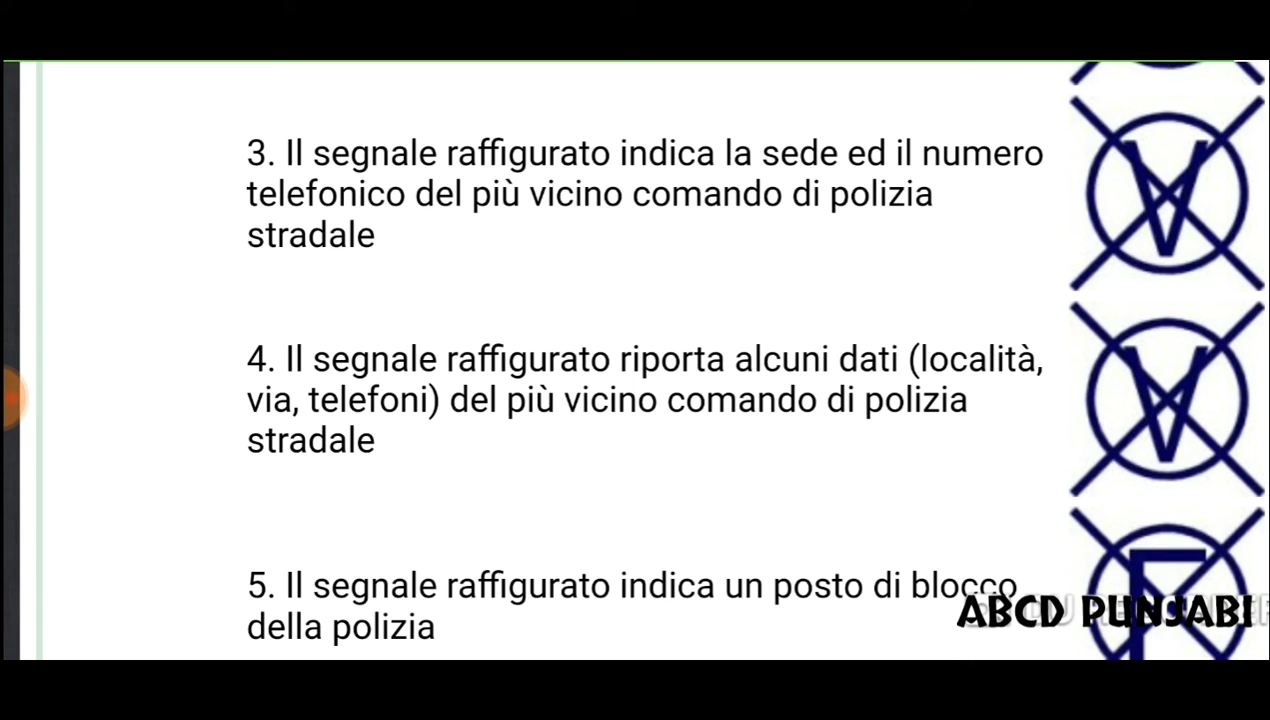 3. Il segnale raffigurato indica la sede ed il numero
telefonico del più vicino comando di polizia
stradale
V
4. Il segnale raffigurato riporta alcuni dati (località,
via, telefoni) del più vicino comando di polizia
stradale
V
5. Il segnale raffigurato indica un posto di blocco
della polizia
F
ABCD PUNJABI